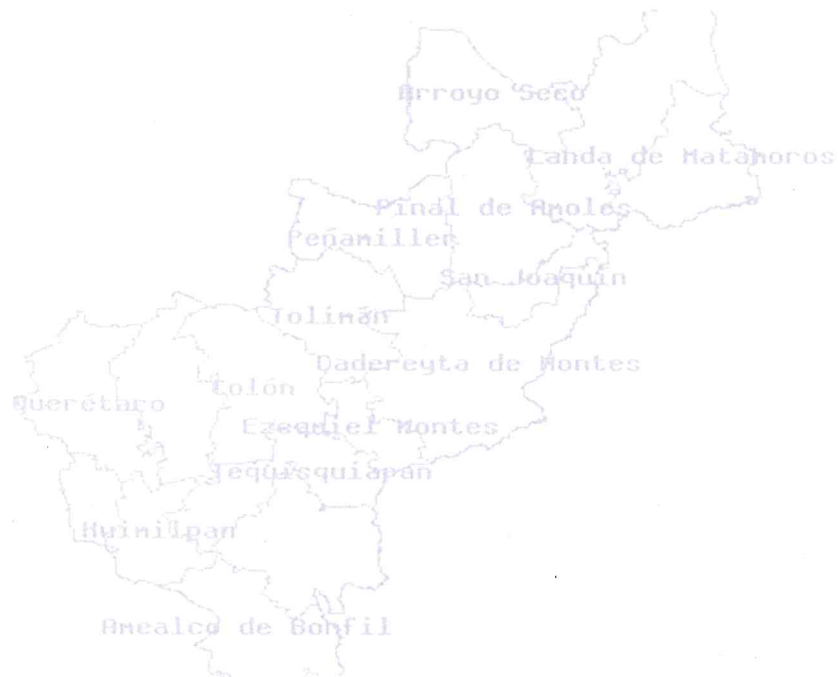 Arroyo Seco
Landa de Matamoros
Pinal de Amoles
Peñamiller
San Joaquín
Tolimán
Cadereyta de Montes
Colón
Querétaro
Ezequiel Montes
Tequisquiapan
Huimilpan
Amealco de Bonfil